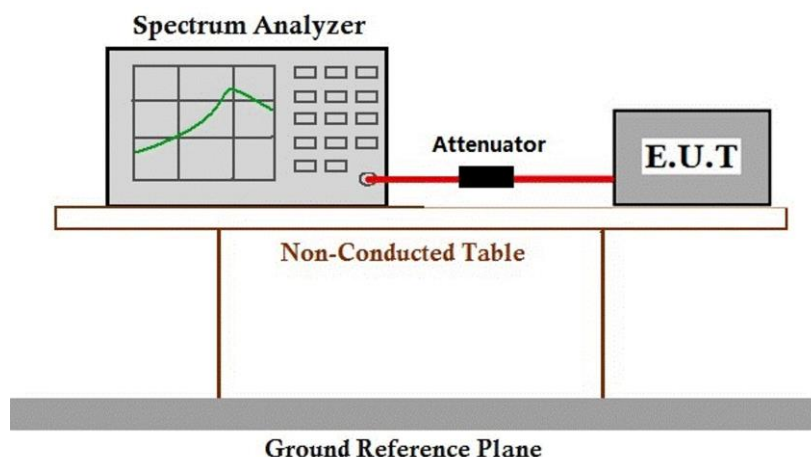 Spectrum Analyzer
Attenuator
E.U.T
Non-Conducted Table
Ground Reference Plane